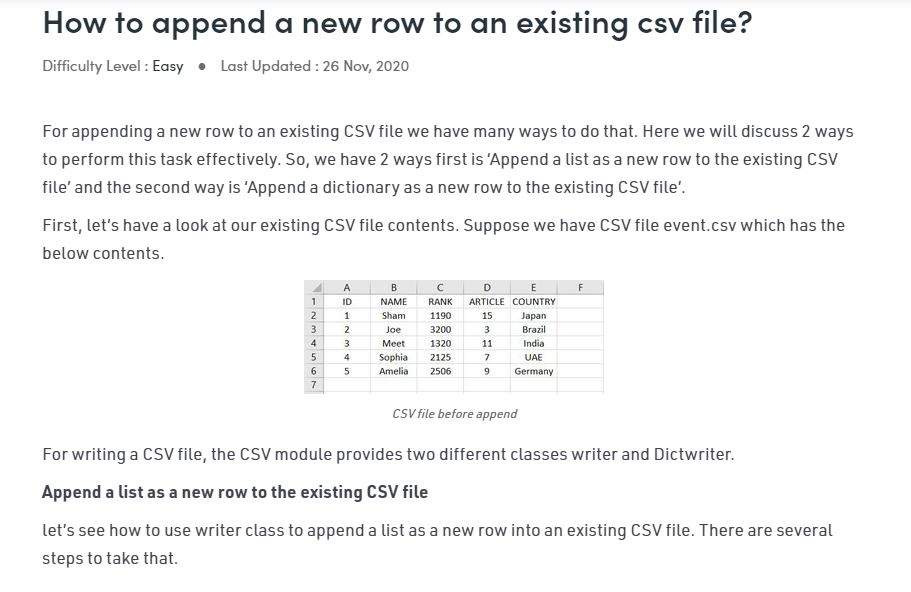 How to append a new row to an existing csv file?
Difficulty Level : Easy ● Last Updated : 26 Nov, 2020
For appending a new row to an existing CSV file we have many ways to do that. Here we will discuss 2 ways
to perform this task effectively. So, we have 2 ways first is ‘Append a list as a new row to the existing CSV
file’ and the second way is ‘Append a dictionary as a new row to the existing CSV file’.
First, let’s have a look at our existing CSV file contents. Suppose we have CSV file event.csv which has the
below contents.
A B C D E F
1 ID NAME RANK ARTICLE COUNTRY
2 1 Sham 1190 15 Japan
3 2 Joe 3200 3 Brazil
4 3 Meet 1320 11 India
5 4 Sophia 2125 7 UAE
6 5 Amelia 2506 9 Germany
7
CSV file before append
For writing a CSV file, the CSV module provides two different classes writer and Dictwriter.
Append a list as a new row to the existing CSV file
let’s see how to use writer class to append a list as a new row into an existing CSV file. There are several
steps to take that.